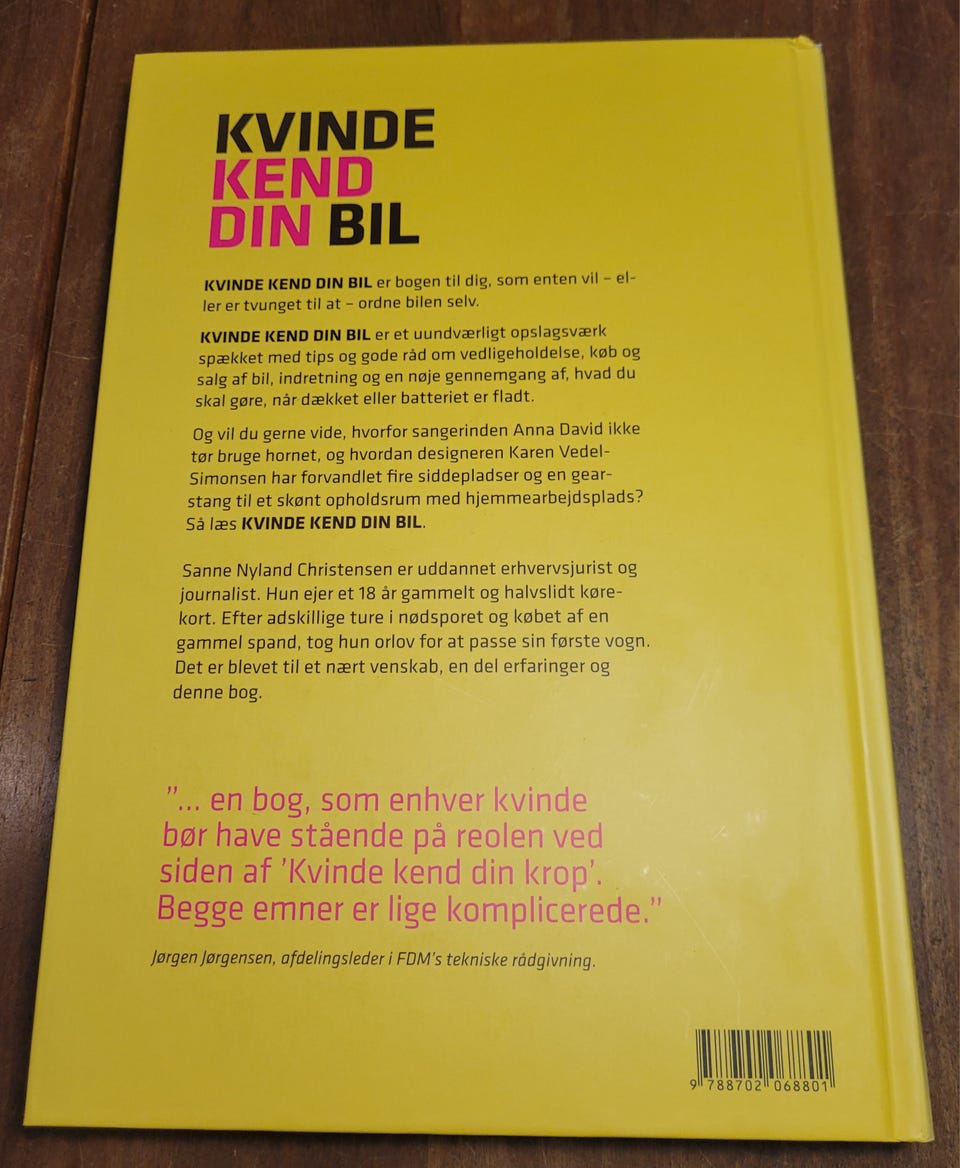 KVINDE
KEND
DIN BIL
KVINDE KEND DIN BIL er bogen til dig, som enten vil – el-
ler er tvunget til at – ordne bilen selv.
KVINDE KEND DIN BIL er et uundværligt opslagsværk
spækket med tips og gode råd om vedligeholdelse, køb og
salg af bil, indretning og en nøje gennemgang af, hvad du
skal gøre, når dækket eller batteriet er fladt.
Og vil du gerne vide, hvorfor sangerinden Anna David ikke
tør bruge hornet, og hvordan designeren Karen Vedel-
Simonsen har forvandlet fire siddepladser og en gear-
stang til et skønt opholdsrum med hjemmearbejdsplads?
Så læs KVINDE KEND DIN BIL.
Sanne Nyland Christensen er uddannet erhvervsjurist og
journalist. Hun ejer et 18 år gammelt og halvslidt køre-
kort. Efter adskillige ture i nødsporet og købet af en
gammel spand, tog hun orlov for at passe sin første vogn.
Det er blevet til et nært venskab, en del erfaringer og
denne bog.
”... en bog, som enhver kvinde
bør have stående på reolen ved
siden af ’Kvinde kend din krop’.
Begge emner er lige komplicerede.”
Jørgen Jørgensen, afdelingsleder i FDM’s tekniske rådgivning.
9 788702 068801